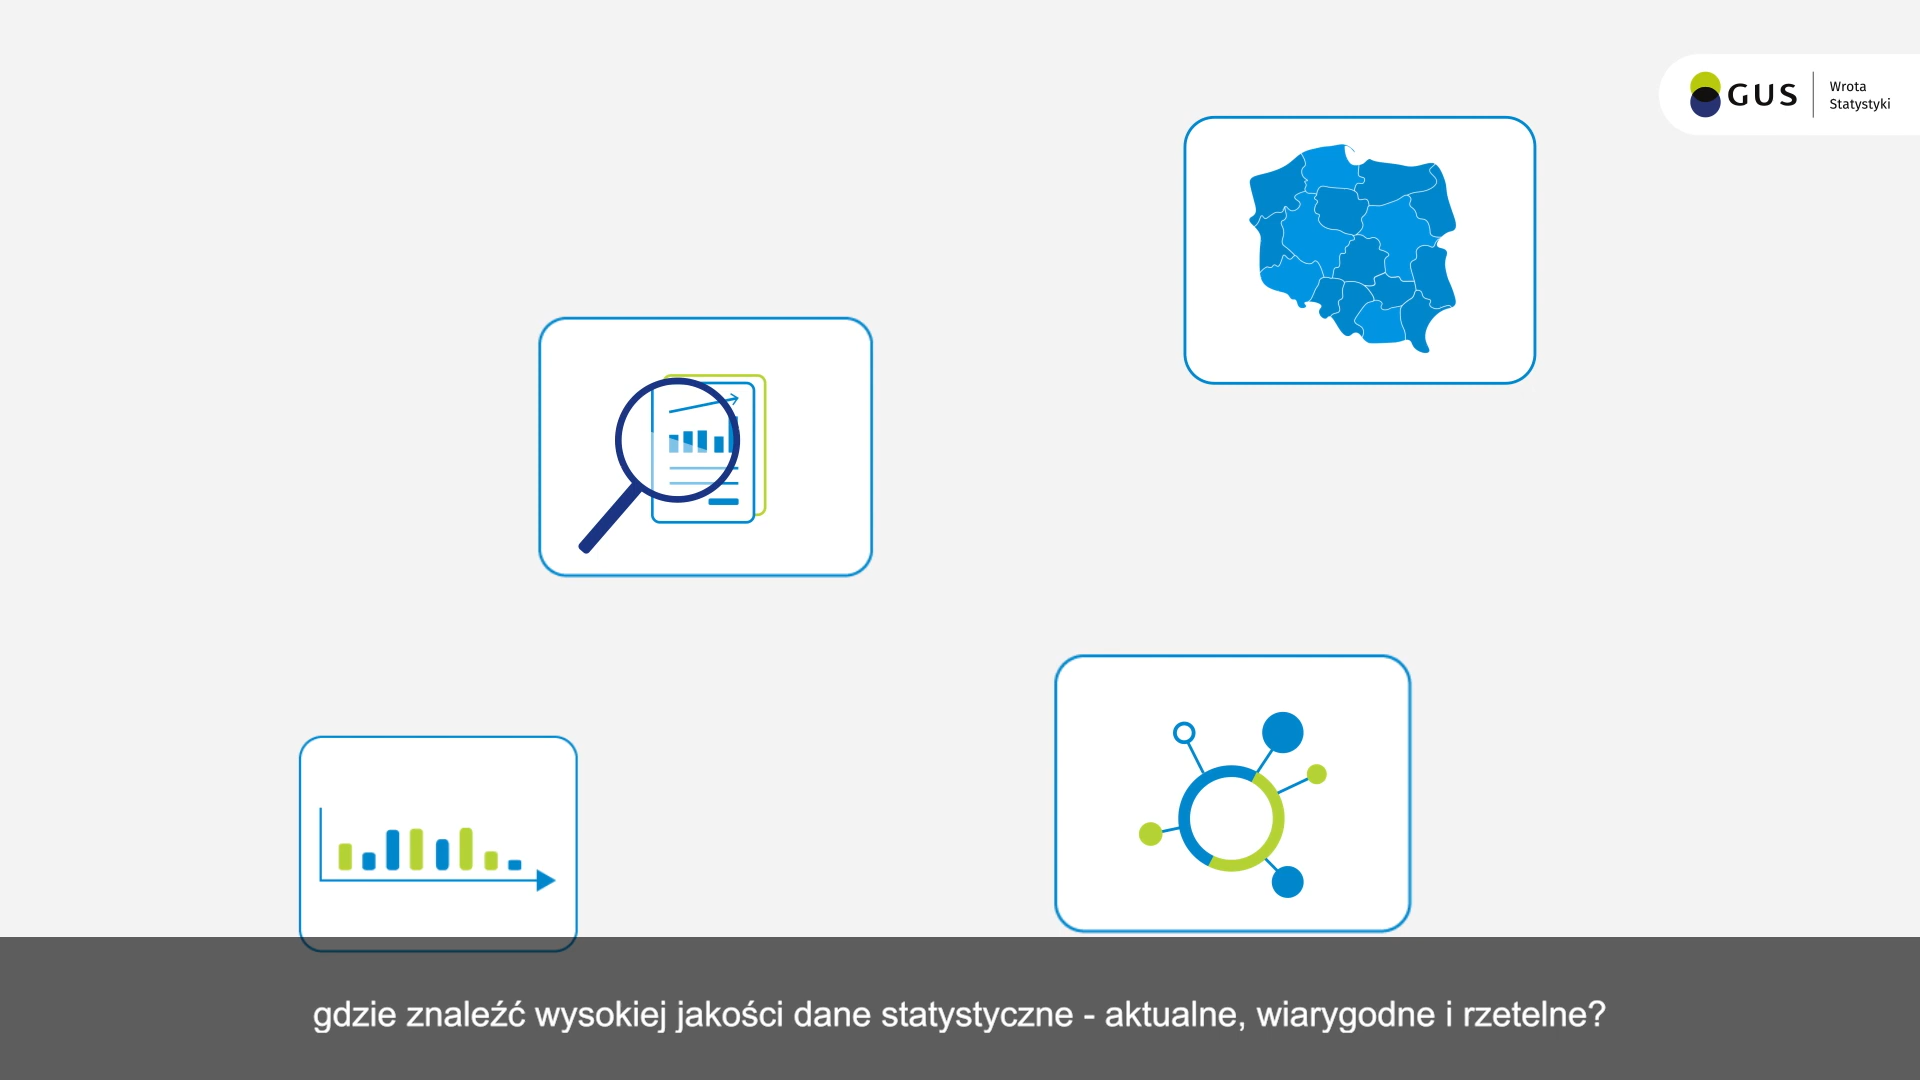 GUS
Wrota
Statystyki
gdzie znaleźć wysokiej jakości dane statystyczne - aktualne, wiarygodne i rzetelne?